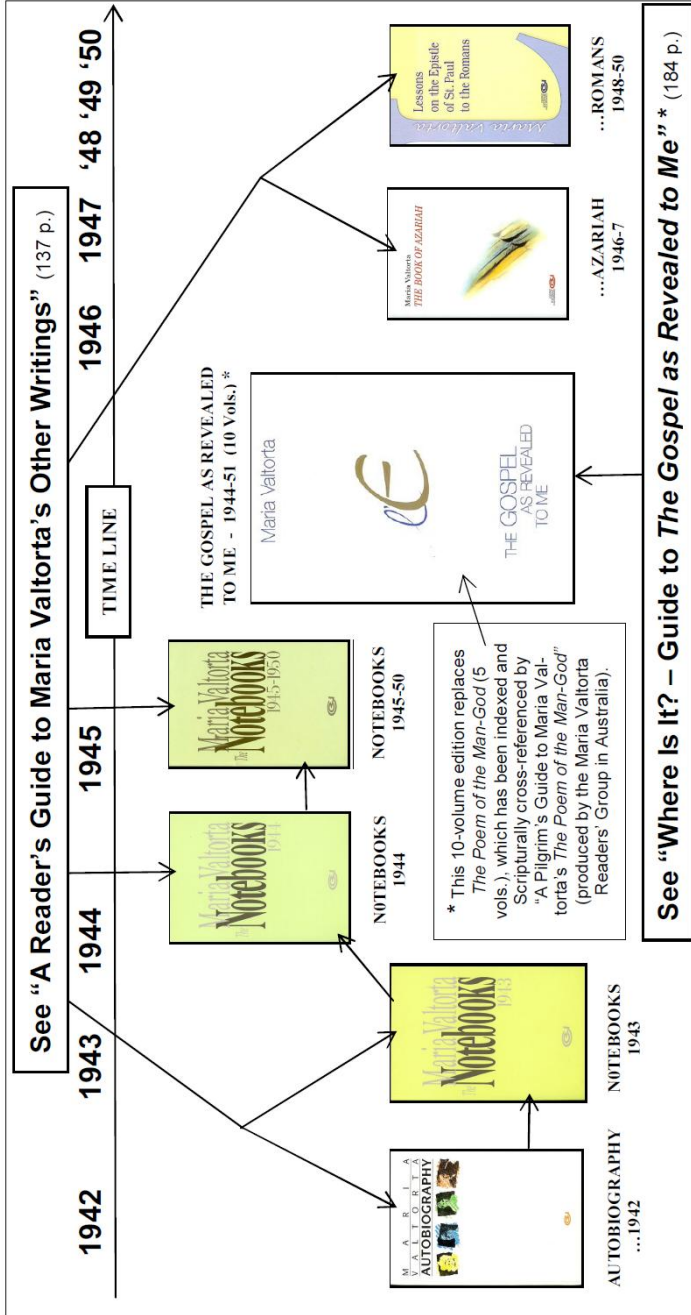 See “A Reader’s Guide to Maria Valtorta’s Other Writings” (137 p.)
1942 1943 1944 1945 1946 1947 ‘48 ‘49 ‘50
TIME LINE
MARIA
VALTORTA
AUTOBIOGRAPHY
AUTOBIOGRAPHY
...1942
Maria Valtorta
The Notebooks
1943
N0TEBOOKS
1943
Maria Valtorta
The Notebooks
1944
N0TEBOOKS
1944
Maria Valtorta
The Notebooks
1945-1950
NOTEBOOKS
1945-50
THE GOSPEL AS REVEALED
TO ME - 1944-51 (10 Vols.) *
Maria Valtorta
THE GOSPEL
AS REVEALED
TO ME
* This 10-volume edition replaces
The Poem of the Man-God (5
vols.), which has been indexed and
Scripturally cross-referenced by
“A Pilgrim’s Guide to Maria Val-
torta’s The Poem of the Man-God”
(produced by the Maria Valtorta
Readers’ Group in Australia).
Maria Valtorta
THE BOOK OF AZARIAH
...AZARIAH
1946-7
Maria Valtorta
Lessons
on the Epistle
of St. Paul
to the Romans
...ROMANS
1948-50
See “Where Is It? – Guide to The Gospel as Revealed to Me” * (184 p.)